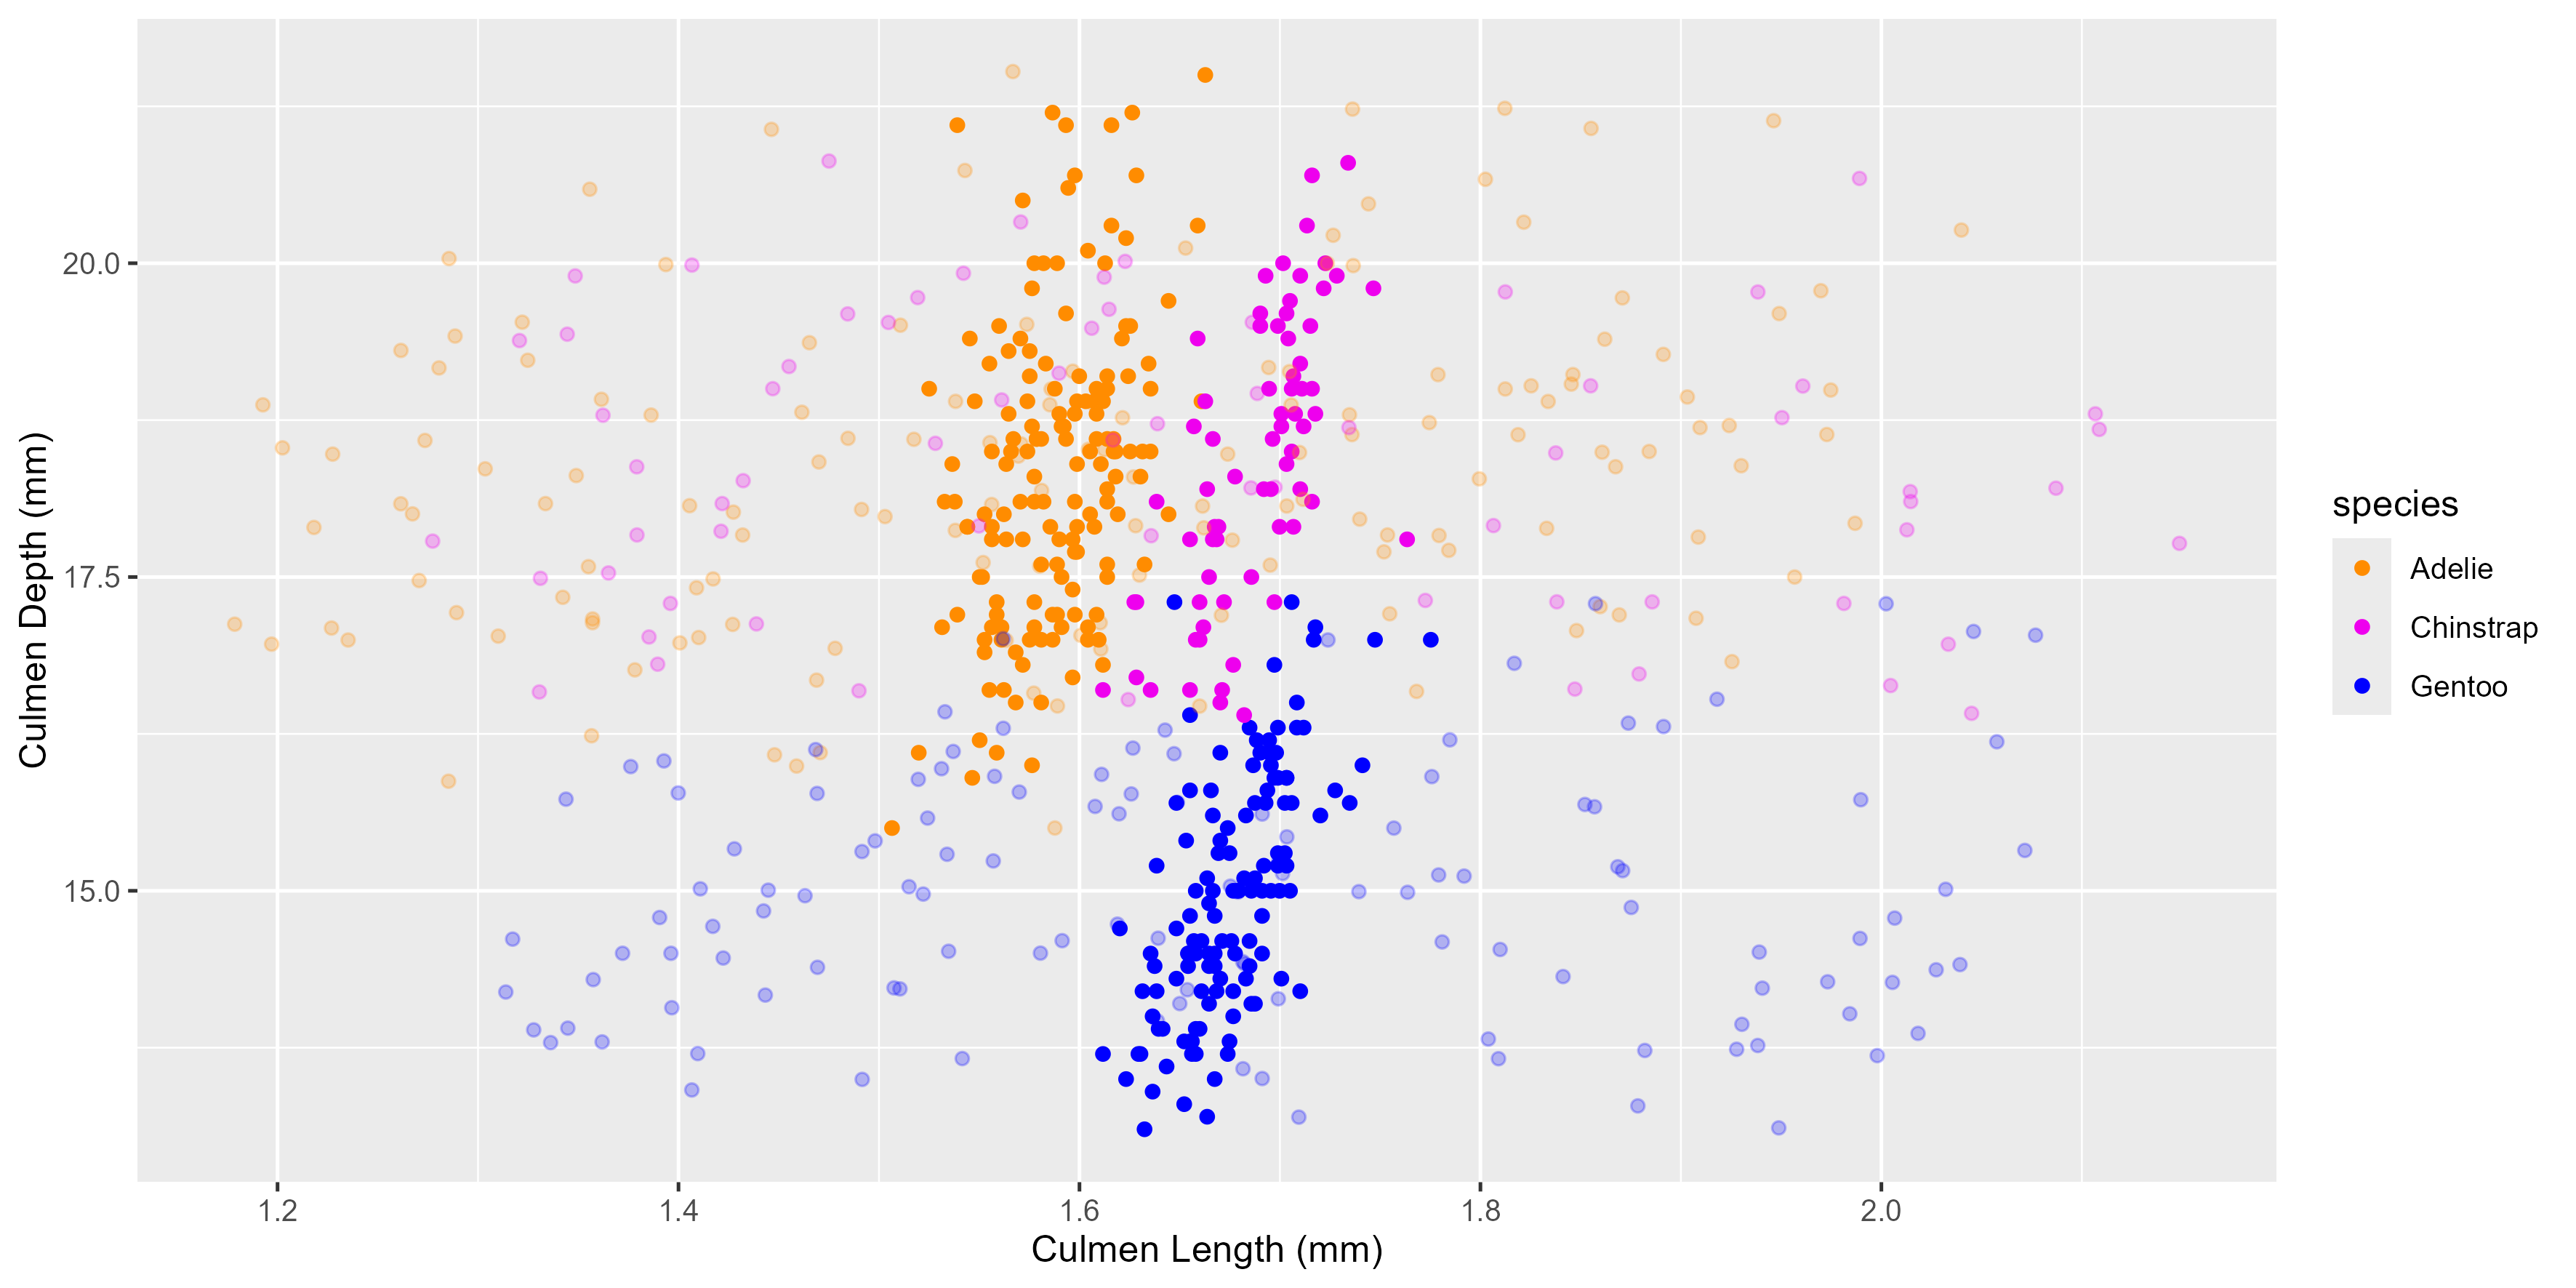 Culmen Depth (mm)
20.0
17.5
15.0
1.2 1.4 1.6 1.8 2.0
Culmen Length (mm)
species
Adelie
Chinstrap
Gentoo